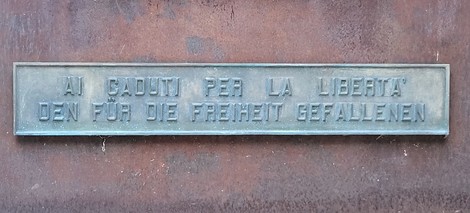 AI CADUTI PER LA LIBERTA'
DEN FÜR DIE FREIHEIT GEFALLENEN